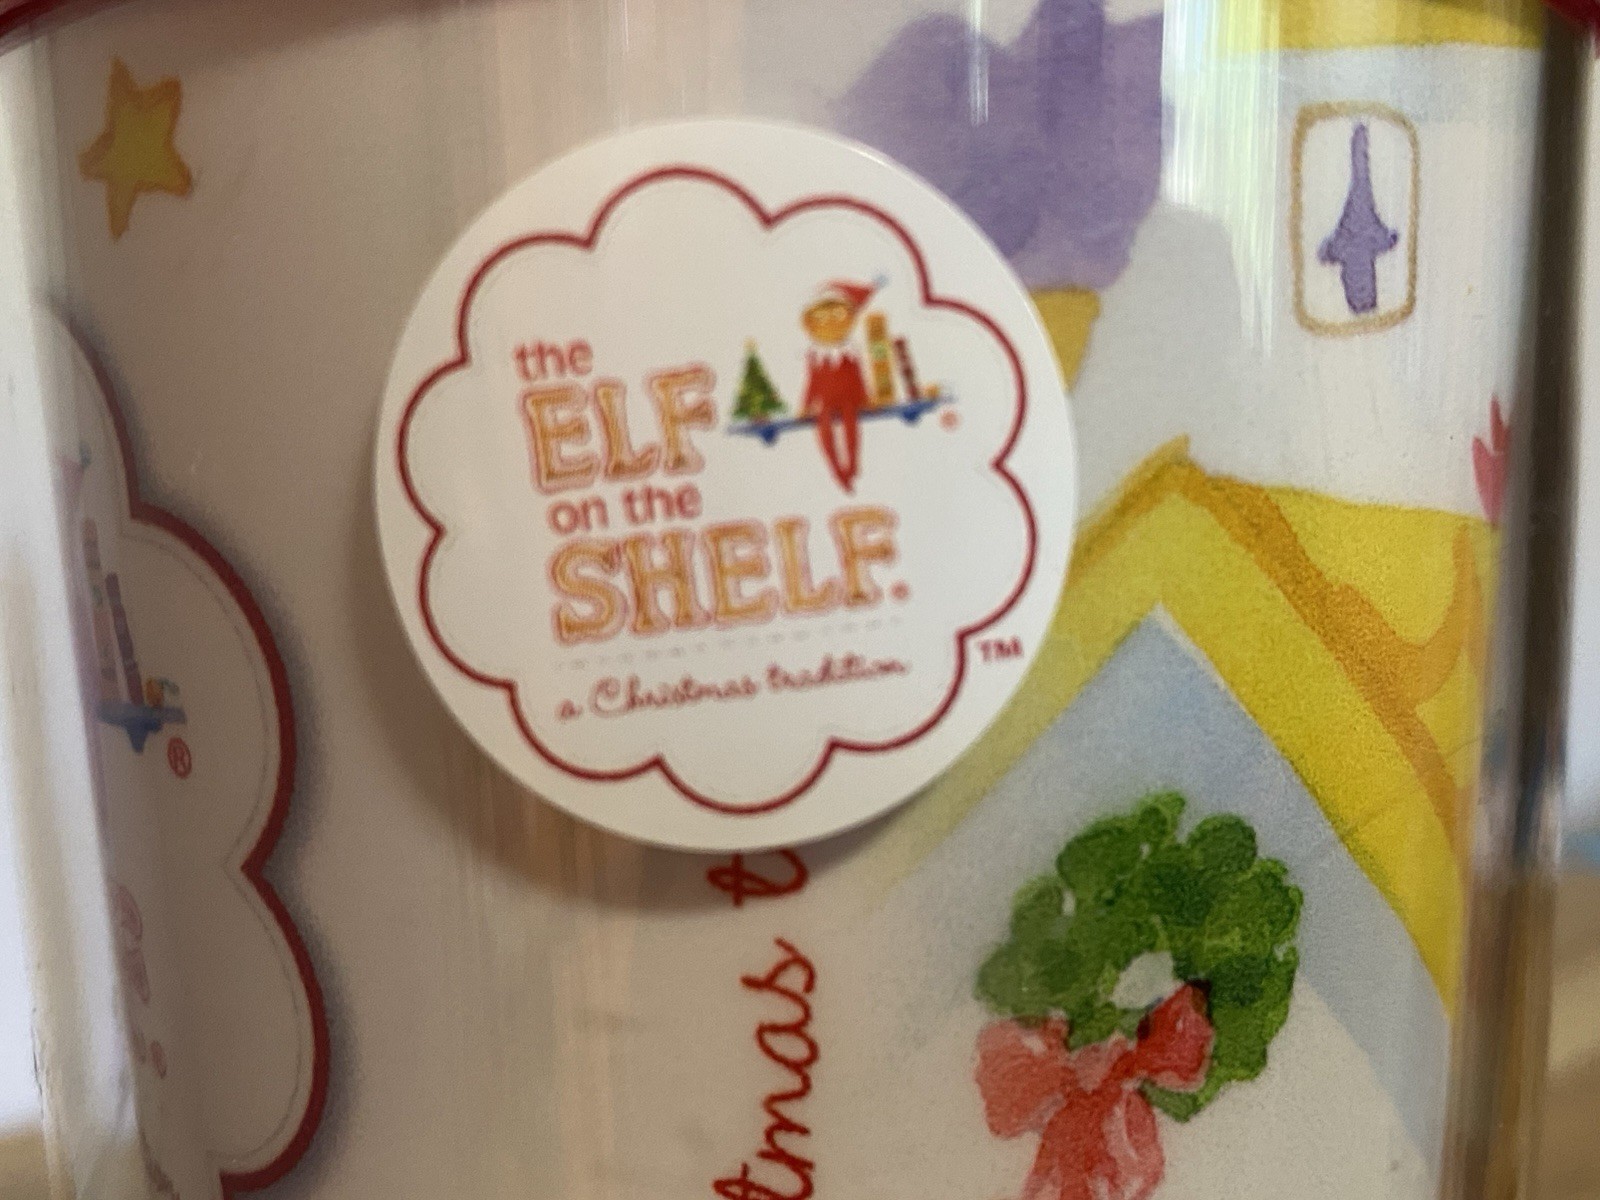 the
ELF
on the
SHELF.
a Christmas tradition
TM
®
tmas t